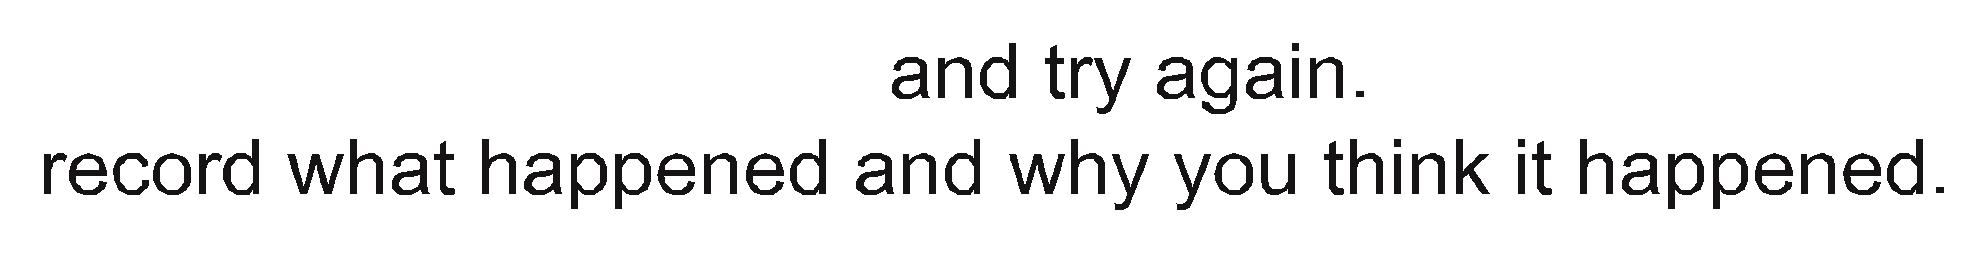 and try again.
record what happened and why you think it happened.